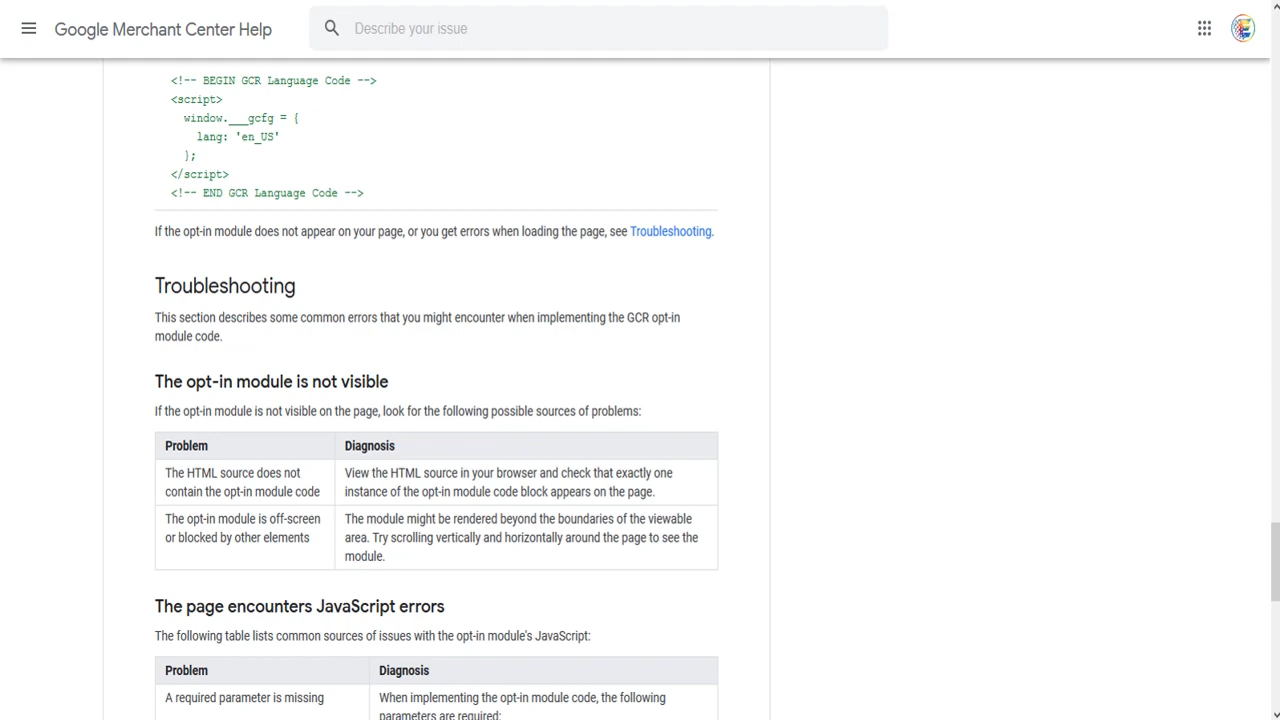 Google Merchant Center Help
Describe your issue
<!-- BEGIN GCR Language Code -->
<script>
window.___gcfg = {
lang: 'en_US'
};
</script>
<!-- END GCR Language Code -->
If the opt-in module does not appear on your page, or you get errors when loading the page, see Troubleshooting.
Troubleshooting
This section describes some common errors that you might encounter when implementing the GCR opt-in
module code.
The opt-in module is not visible
If the opt-in module is not visible on the page, look for the following possible sources of problems:
Problem Diagnosis
The HTML source does not
contain the opt-in module code
View the HTML source in your browser and check that exactly one
instance of the opt-in module code block appears on the page.
The opt-in module is off-screen
or blocked by other elements
The module might be rendered beyond the boundaries of the viewable
area. Try scrolling vertically and horizontally around the page to see the
module.
The page encounters JavaScript errors
The following table lists common sources of issues with the opt-in module's JavaScript:
Problem Diagnosis
A required parameter is missing
When implementing the opt-in module code, the following
parameters are required: